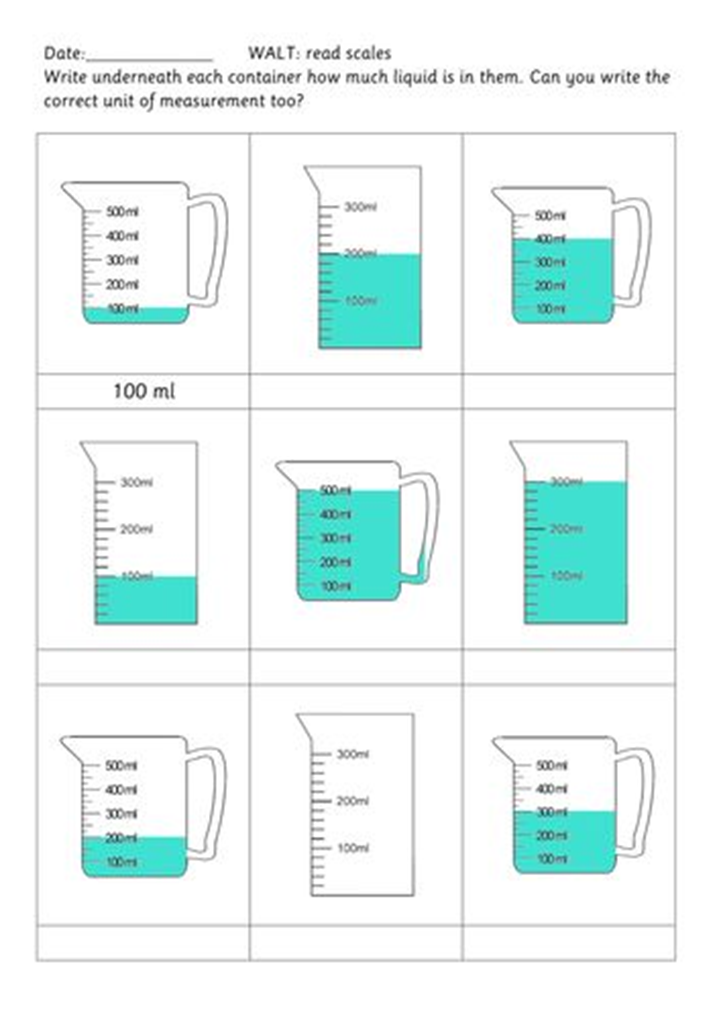 Date:______________ WALT: read scales
Write underneath each container how much liquid is in them. Can you write the
correct unit of measurement too?
500ml
400ml
300ml
200ml
100ml
300ml
200ml
100ml
500ml
400ml
300ml
200ml
100ml
100 ml
300ml
200ml
100ml
500ml
400ml
300ml
200ml
100ml
300ml
200ml
100ml
500ml
400ml
300ml
200ml
100ml
300ml
200ml
100ml
500ml
400ml
300ml
200ml
100ml